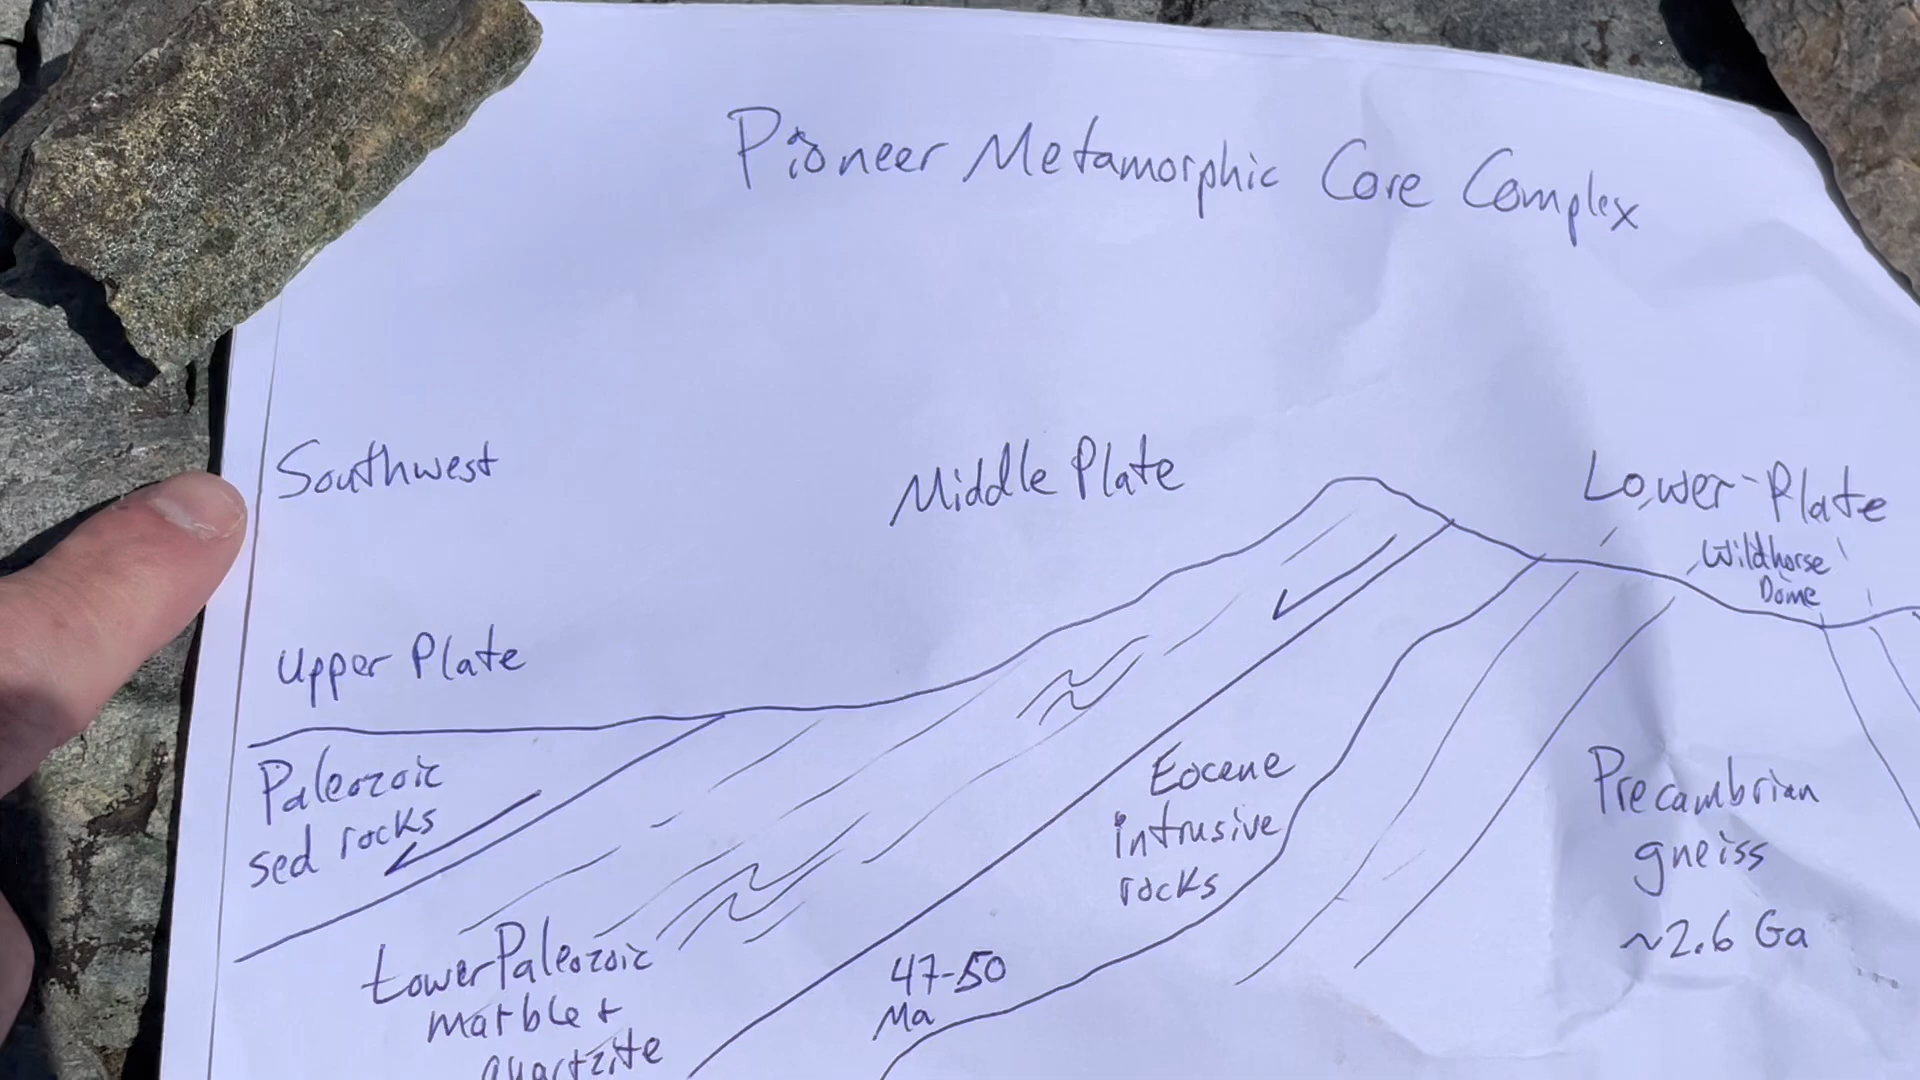 Pioneer Metamorphic Core Complex
Southwest
Middle Plate
Lower Plate
Wildhorse
Dome
Upper Plate
Paleozoic
sed rocks
Eocene
intrusive
rocks
Precambrian
gneiss
~2.6 Ga
Lower Paleozoic
marble +
quartzite
47-50
Ma